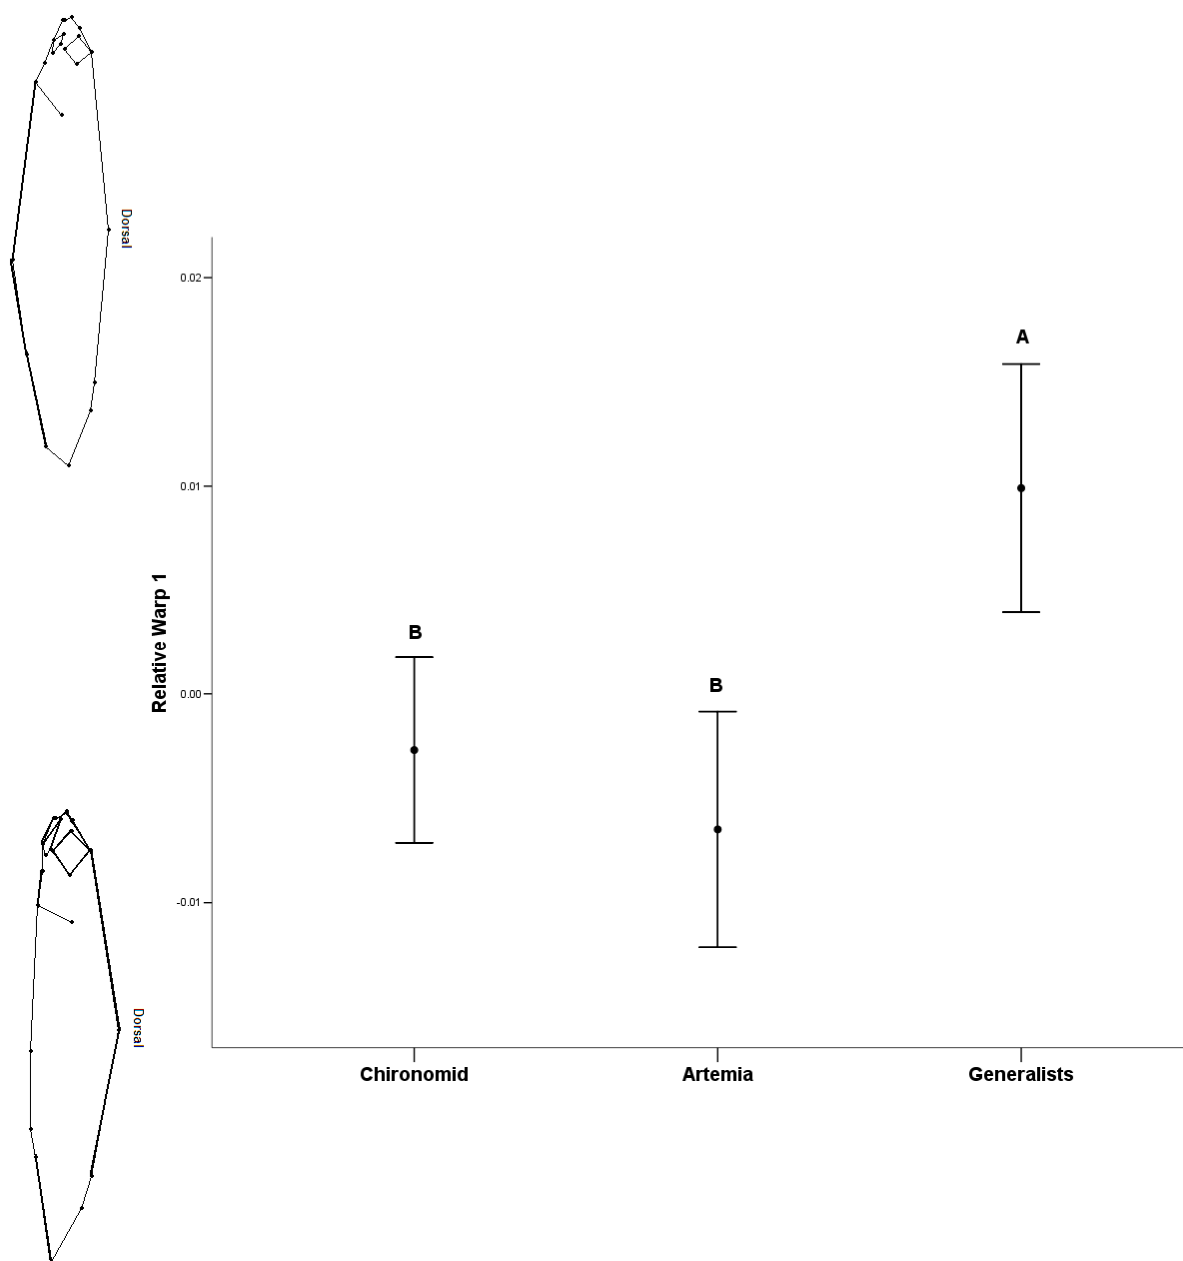 Dorsal
0.02
A
0.01
Relative Warp 1
B
B
0.00
-0.01
Dorsal
Chironomid Artemia Generalists